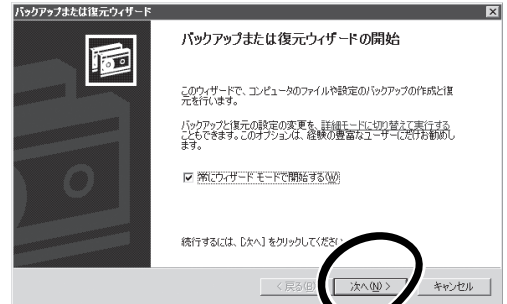 バックアップまたは復元ウィザード
バックアップまたは復元ウィザードの開始
このウィザードで、コンピュータのファイルや設定のバックアップの作成と復
元を行います。
バックアップと復元の設定の変更を、詳細モードに切り替えて実行する
こともできます。このオプションは、経験の豊富なユーザーにだけお勧めし
ます。
常にウィザード モードで開始する(W)
続行するには、[次へ] をクリックしてください
< 戻る(B) 次へ(N) > キャンセル